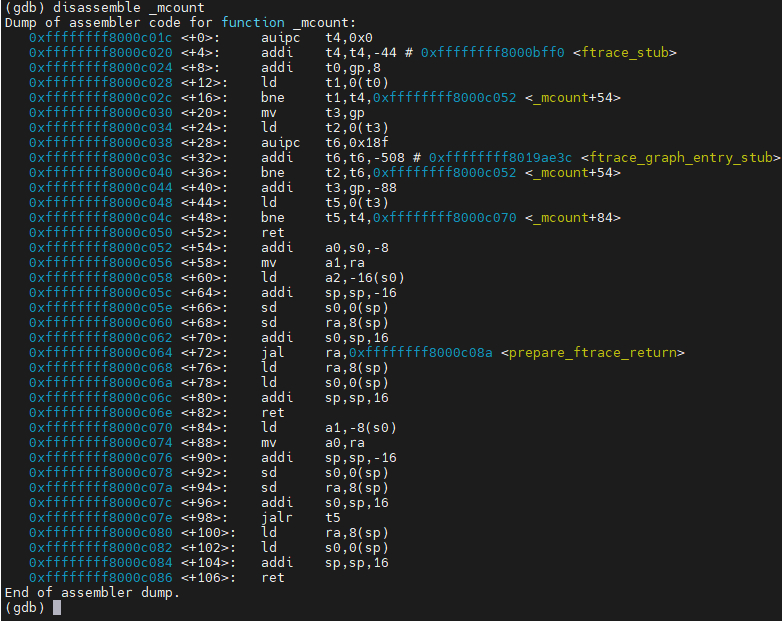 (gdb) disassemble _mcount
Dump of assembler code for function _mcount:
   0xffffffff8000c01c <+0>:	auipc	t4,0x0
   0xffffffff8000c020 <+4>:	addi	t4,t4,-44 # 0xffffffff8000bff0 <ftrace_stub>
   0xffffffff8000c024 <+8>:	addi	t0,gp,8
   0xffffffff8000c028 <+12>:	ld	t1,0(t0)
   0xffffffff8000c02c <+16>:	bne	t1,t4,0xffffffff8000c052 <_mcount+54>
   0xffffffff8000c030 <+20>:	mv	t3,gp
   0xffffffff8000c034 <+24>:	ld	t2,0(t3)
   0xffffffff8000c038 <+28>:	auipc	t6,0x18f
   0xffffffff8000c03c <+32>:	addi	t6,t6,-508 # 0xffffffff8019ae3c <ftrace_graph_entry_stub>
   0xffffffff8000c040 <+36>:	bne	t2,t6,0xffffffff8000c052 <_mcount+54>
   0xffffffff8000c044 <+40>:	addi	t3,gp,-88
   0xffffffff8000c048 <+44>:	ld	t5,0(t3)
   0xffffffff8000c04c <+48>:	bne	t5,t4,0xffffffff8000c070 <_mcount+84>
   0xffffffff8000c050 <+52>:	ret
   0xffffffff8000c052 <+54>:	addi	a0,s0,-8
   0xffffffff8000c056 <+58>:	mv	a1,ra
   0xffffffff8000c058 <+60>:	ld	a2,-16(s0)
   0xffffffff8000c05c <+64>:	addi	sp,sp,-16
   0xffffffff8000c05e <+66>:	sd	s0,0(sp)
   0xffffffff8000c060 <+68>:	sd	ra,8(sp)
   0xffffffff8000c062 <+70>:	addi	s0,sp,16
   0xffffffff8000c064 <+72>:	jal	ra,0xffffffff8000c08a <prepare_ftrace_return>
   0xffffffff8000c068 <+76>:	ld	ra,8(sp)
   0xffffffff8000c06a <+78>:	ld	s0,0(sp)
   0xffffffff8000c06c <+80>:	addi	sp,sp,16
   0xffffffff8000c06e <+82>:	ret
   0xffffffff8000c070 <+84>:	ld	a1,-8(s0)
   0xffffffff8000c074 <+88>:	mv	a0,ra
   0xffffffff8000c076 <+90>:	addi	sp,sp,-16
   0xffffffff8000c078 <+92>:	sd	s0,0(sp)
   0xffffffff8000c07a <+94>:	sd	ra,8(sp)
   0xffffffff8000c07c <+96>:	addi	s0,sp,16
   0xffffffff8000c07e <+98>:	jalr	t5
   0xffffffff8000c080 <+100>:	ld	ra,8(sp)
   0xffffffff8000c082 <+102>:	ld	s0,0(sp)
   0xffffffff8000c084 <+104>:	addi	sp,sp,16
   0xffffffff8000c086 <+106>:	ret
End of assembler dump.
(gdb)